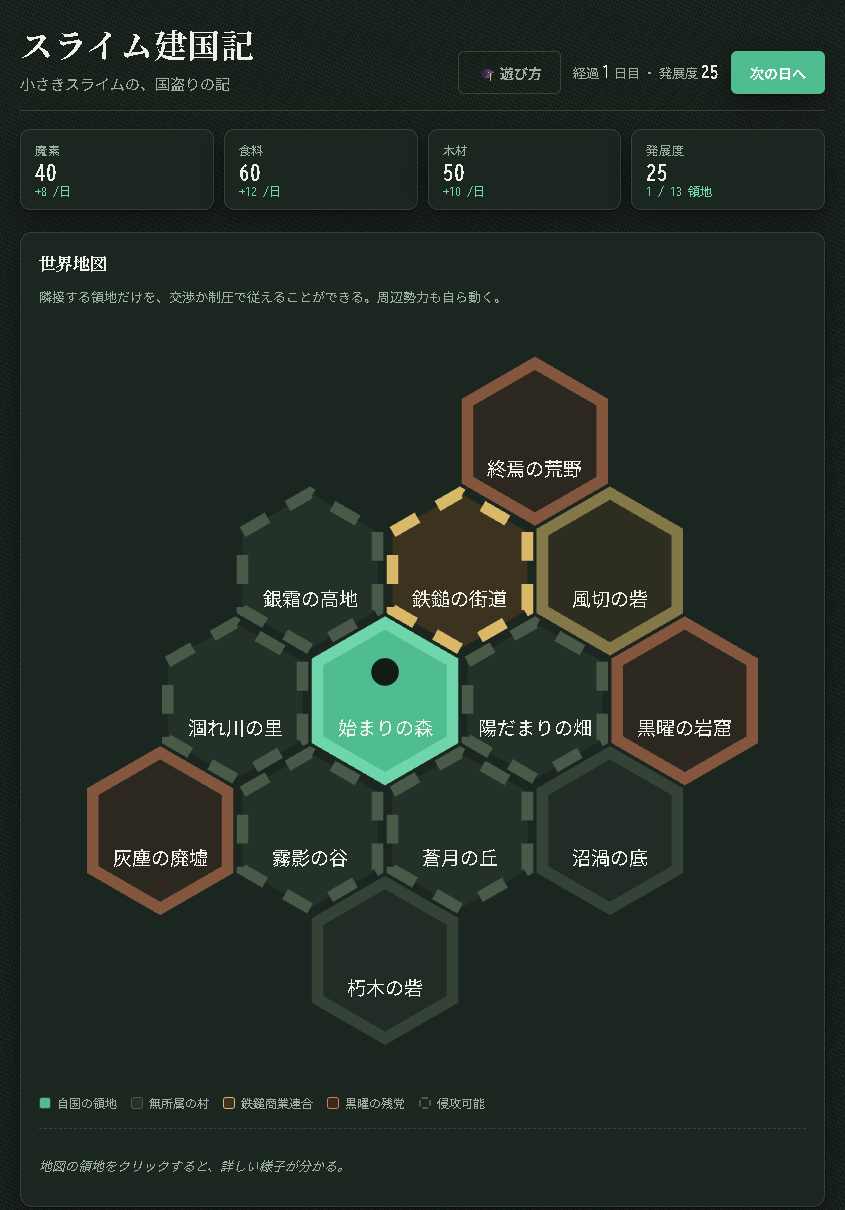 スライム建国記
小さきスライムの、国盗りの記
遊び方
経過 1 日目 ・ 発展度 25
次の日へ
魔素
40
+8 /日
食料
60
+12 /日
木材
50
+10 /日
発展度
25
1 / 13 領地
世界地図
隣接する領地だけを、交渉か制圧で従えることができる。周辺勢力も自ら動く。
終焉の荒野
銀霜の高地
鉄鎚の街道
風切の砦
涸れ川の里
始まりの森
陽だまりの畑
黒曜の岩窟
灰塵の廃墟
霧影の谷
蒼月の丘
沼渦の底
朽木の砦
自国の領地
無所属の村
鉄鎚商業連合
黒曜の残党
侵攻可能
地図の領地をクリックすると、詳しい様子が分かる。